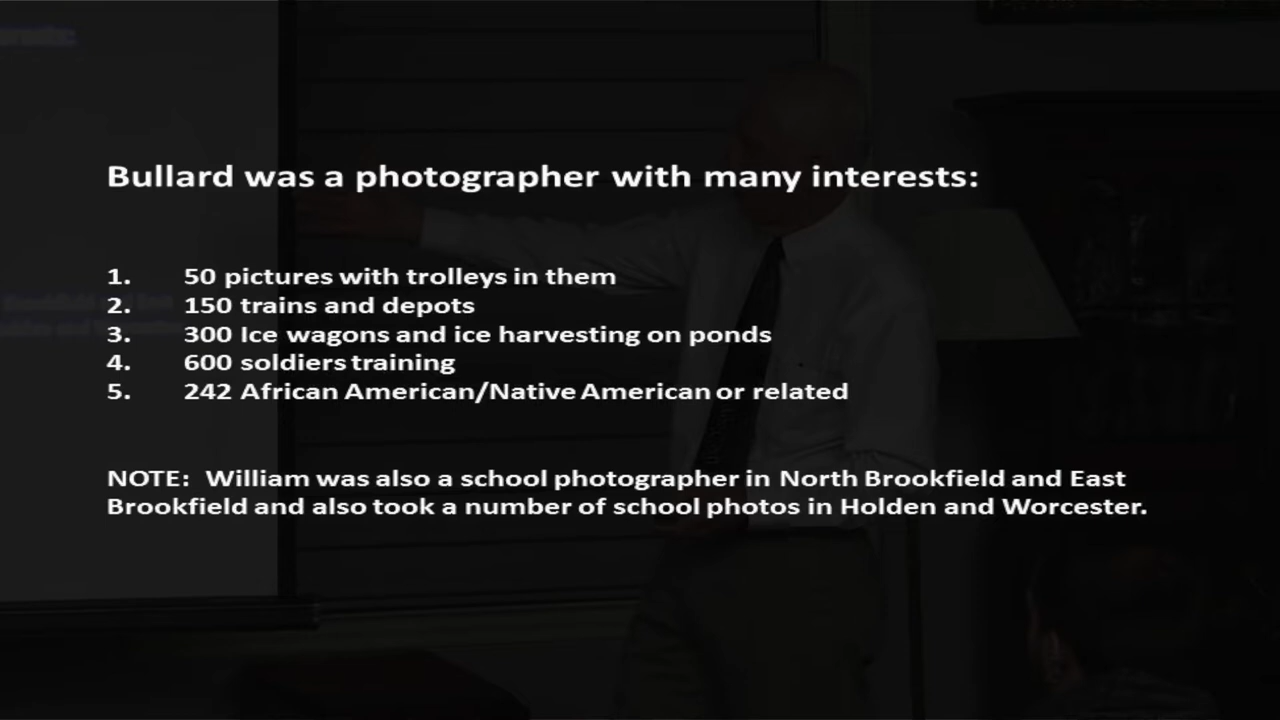 Bullard was a photographer with many interests:
1. 50 pictures with trolleys in them
2. 150 trains and depots
3. 300 Ice wagons and ice harvesting on ponds
4. 600 soldiers training
5. 242 African American/Native American or related
NOTE: William was also a school photographer in North Brookfield and East
Brookfield and also took a number of school photos in Holden and Worcester.